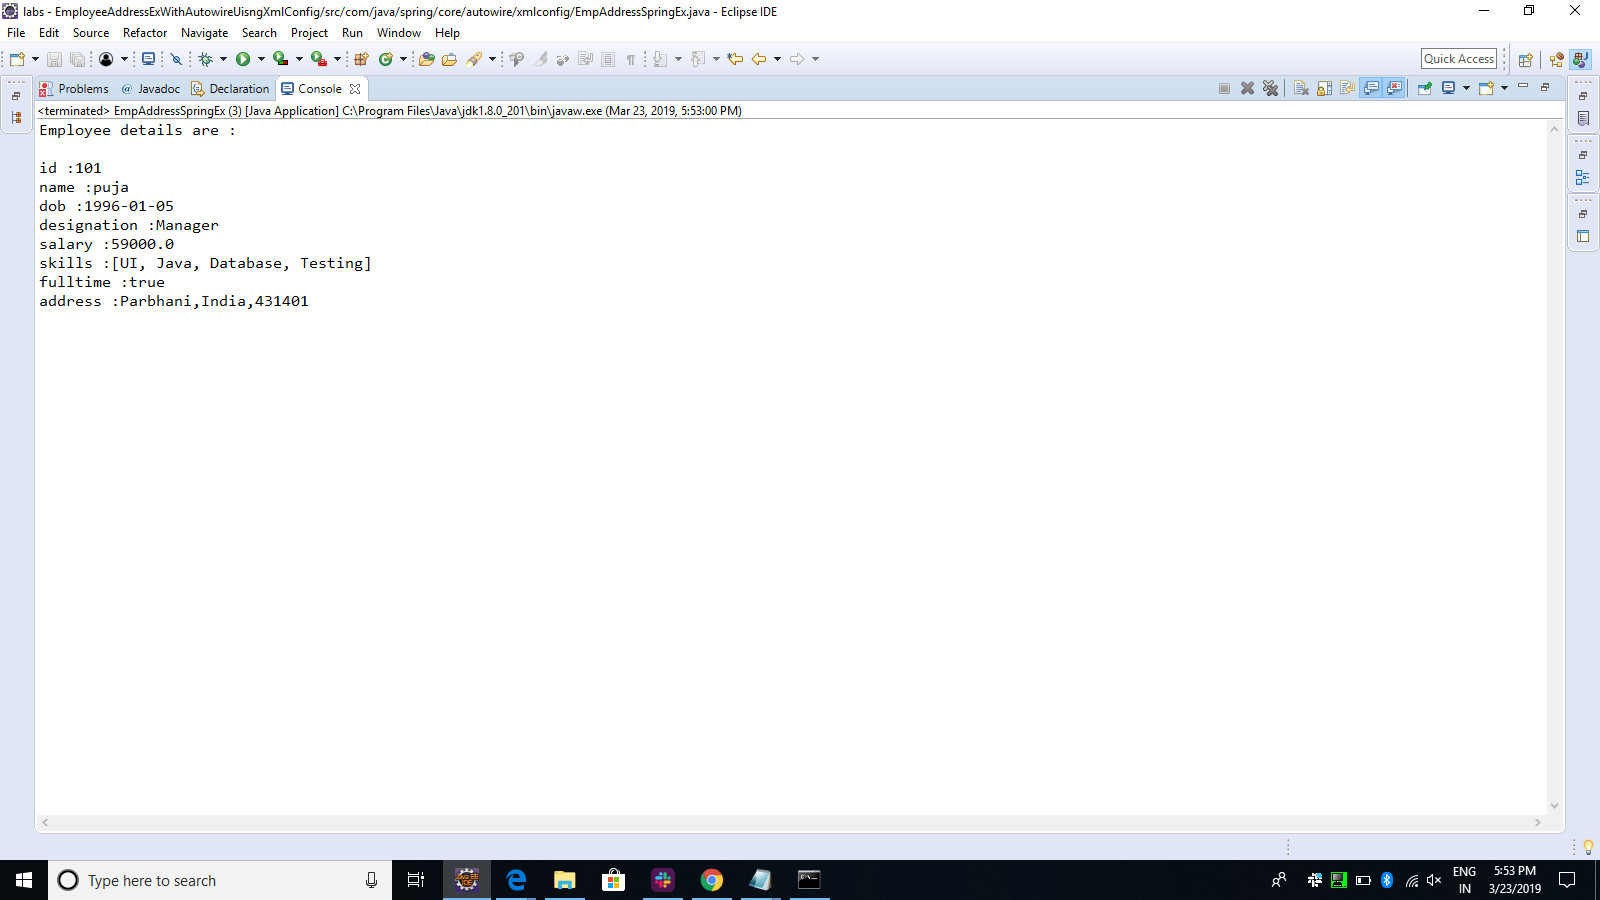 labs - EmployeeAddressExWithAutowireUisngXmlConfig/src/com/java/spring/core/autowire/xmlconfig/EmpAddressSpringEx.java - Eclipse IDE
File Edit Source Refactor Navigate Search Project Run Window Help
Quick Access
Problems @ Javadoc Declaration Console
<terminated> EmpAddressSpringEx (3) [Java Application] C:\Program Files\Java\jdk1.8.0_201\bin\javaw.exe (Mar 23, 2019, 5:53:00 PM)
Employee details are :
id :101
name :puja
dob :1996-01-05
designation :Manager
salary :59000.0
skills :[UI, Java, Database, Testing]
fulltime :true
address :Parbhani,India,431401
Type here to search
ENG
IN
5:53 PM
3/23/2019